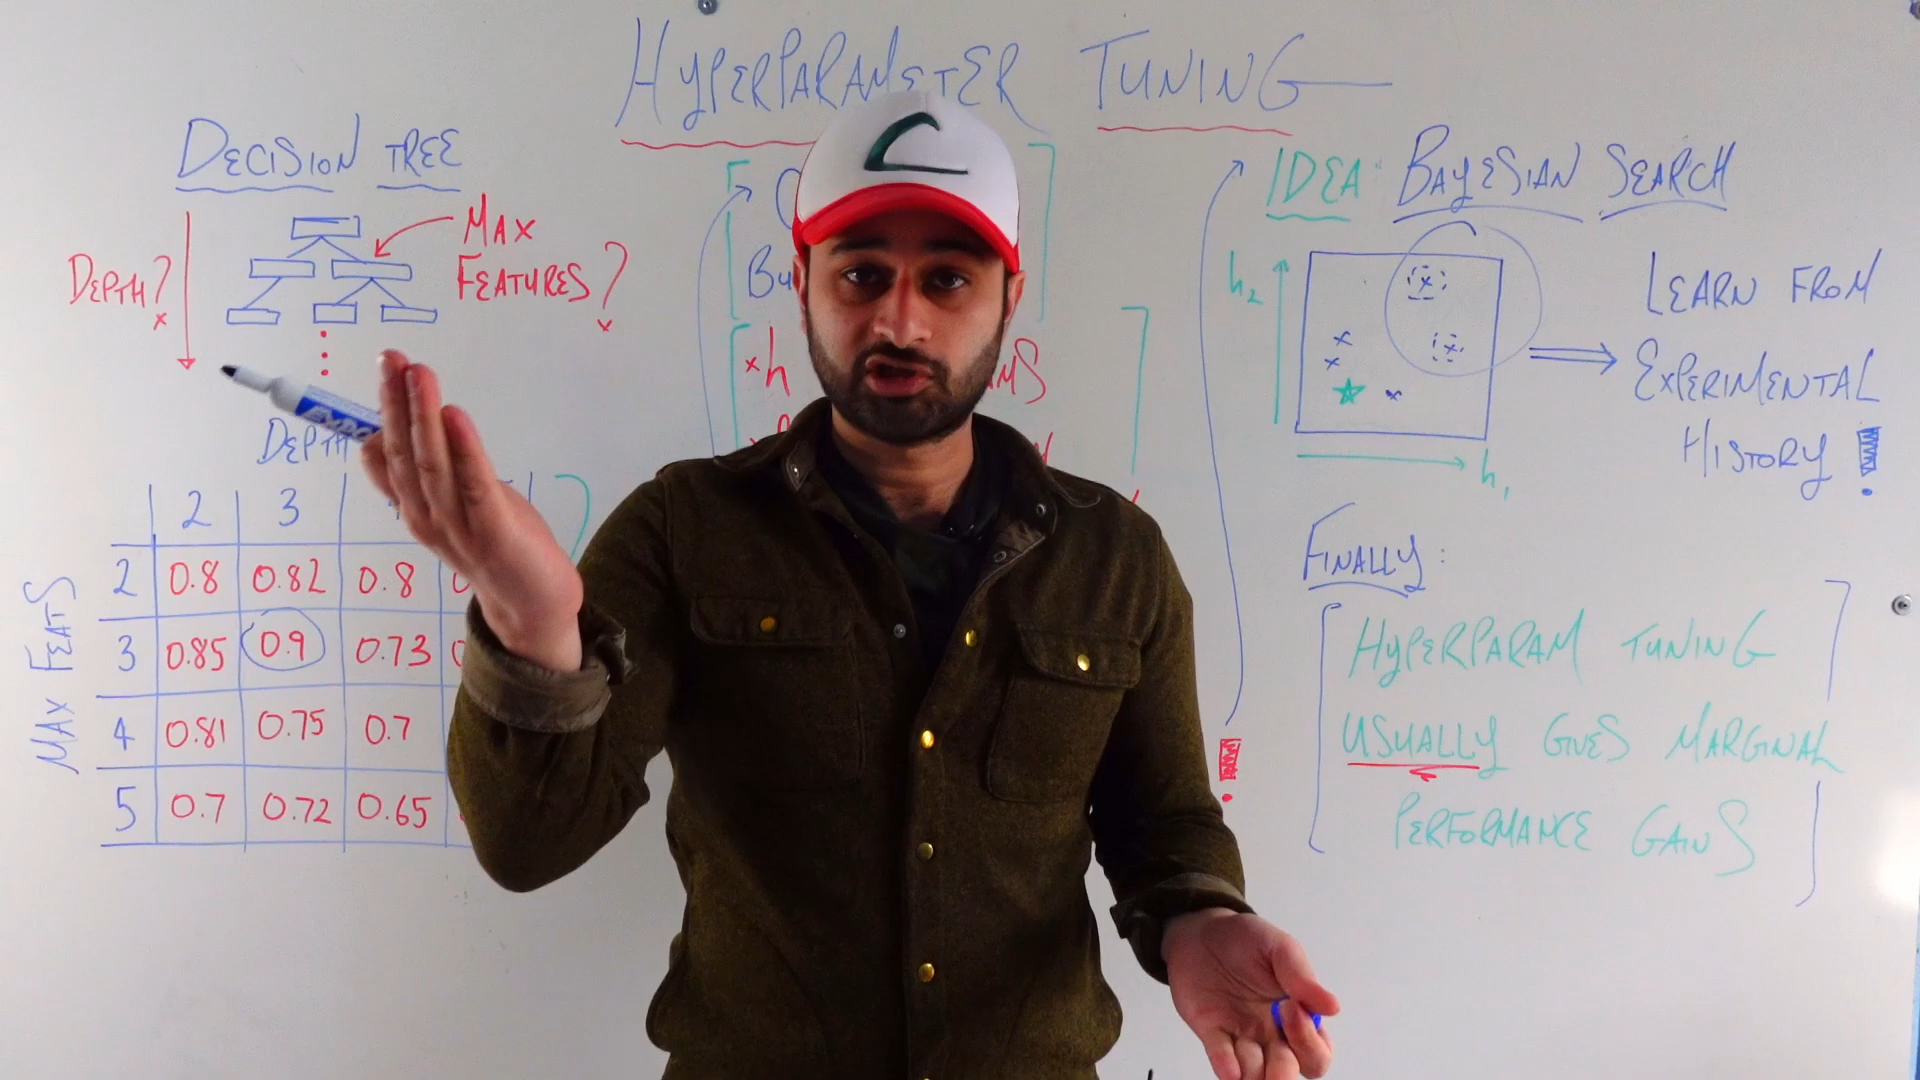 HYPERPARAMETER TUNING
DECISION TREE
DEPTH?
MAX
FEATURES?
DEPTH
2 3
2 0.8 0.82 0.8
3 0.85 0.9 0.73
4 0.81 0.75 0.7
5 0.7 0.72 0.65
MAX FEATS
EXPO
h
IDEA: BAYESIAN SEARCH
h2
h1
LEARN FROM
EXPERIMENTAL
HISTORY!
FINALLY:
HYPERPARAM TUNING
USUALLY GIVES MARGINAL
PERFORMANCE GAINS